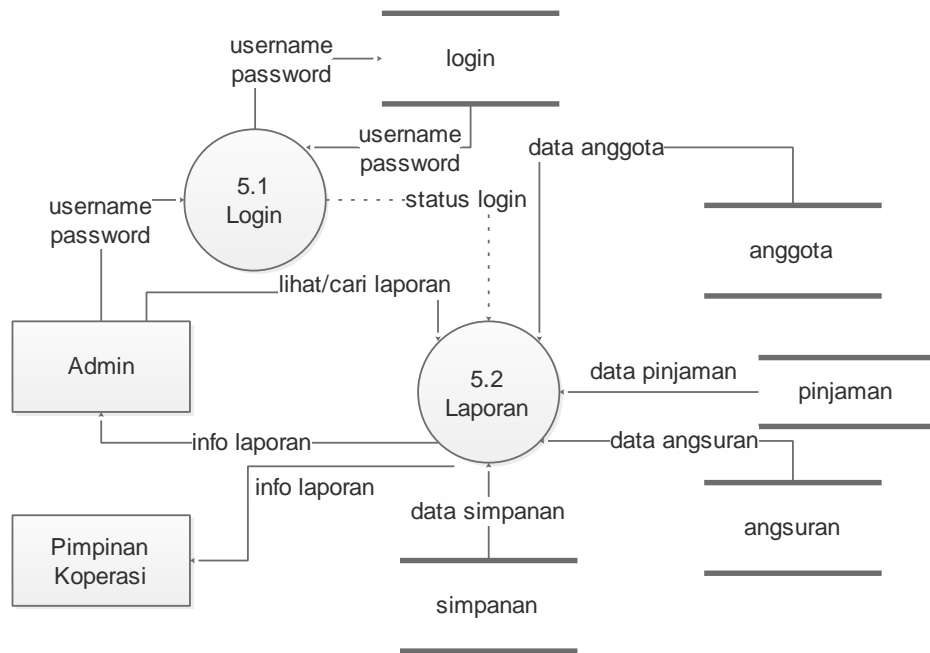 username
password
login
username
password
data anggota
5.1
Login
username
password
status login
anggota
lihat/cari laporan
Admin
5.2
Laporan
data pinjaman
pinjaman
info laporan
data angsuran
info laporan
data simpanan
angsuran
Pimpinan
Koperasi
simpanan